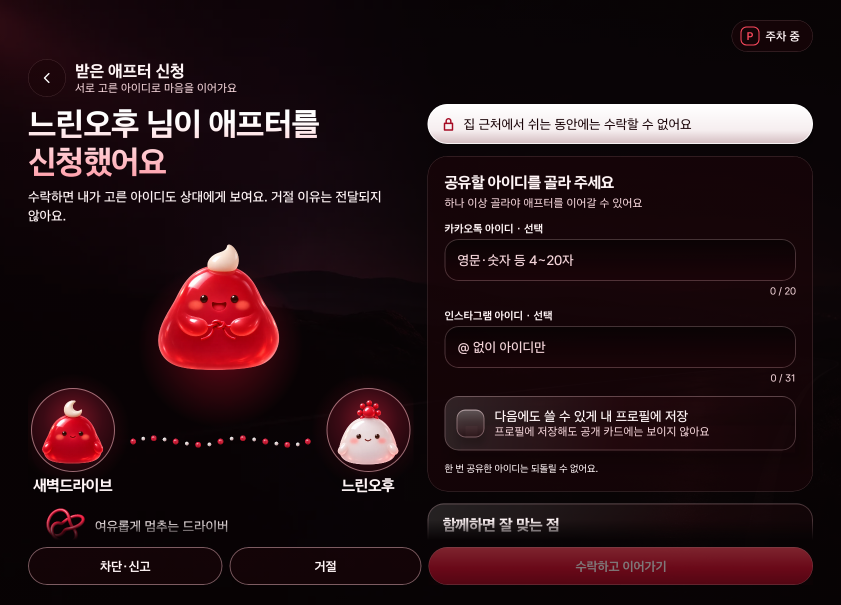 P 주차 중
받은 애프터 신청
서로 고른 아이디로 마음을 이어가요
느린오후 님이 애프터를
신청했어요
수락하면 내가 고른 아이디도 상대에게 보여요. 거절 이유는 전달되지
않아요.
새벽드라이브
느린오후
여유롭게 멈추는 드라이버
차단·신고
거절
집 근처에서 쉬는 동안에는 수락할 수 없어요
공유할 아이디를 골라 주세요
하나 이상 골라야 애프터를 이어갈 수 있어요
카카오톡 아이디 · 선택
영문·숫자 등 4~20자
0 / 20
인스타그램 아이디 · 선택
@ 없이 아이디만
0 / 31
다음에도 쓸 수 있게 내 프로필에 저장
프로필에 저장해도 공개 카드에는 보이지 않아요
한 번 공유한 아이디는 되돌릴 수 없어요.
함께하면 잘 맞는 점
수락하고 이어가기